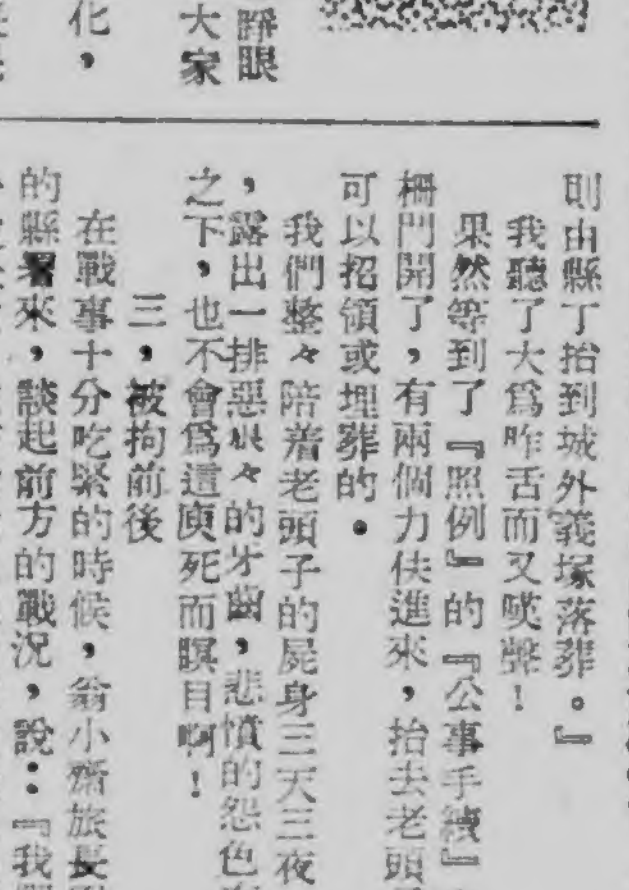 睜眼
大家
化，
則由縣丁抬到城外義塚落葬。』
我聽了大爲咋舌而又唉聲！
果然等到了『照例』的『公事手續』
柵門開了，有兩個力伕進來，抬去老頭
可以招領或埋葬的。
我們整々陪着老頭子的屍身三天三夜
，露出一排惡狠々的牙齒，悲憤的怨色
之下，也不會爲這庾死而瞑目啊！
三，被拘前後
在戰事十分吃緊的時候，翁小齋旅長
的縣署來，談起前方的戰況，說：『我